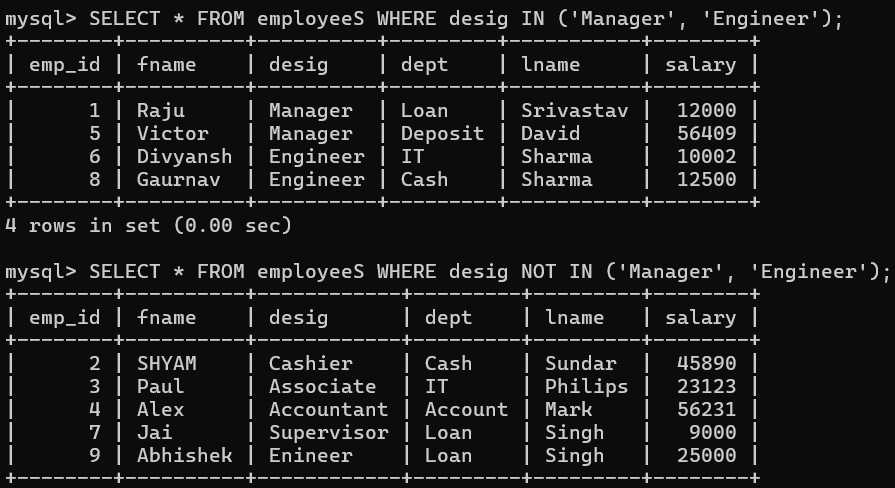 mysql> SELECT * FROM employeeS WHERE desig IN ('Manager', 'Engineer');
+--------+----------+----------+---------+-----------+--------+
| emp_id | fname    | desig    | dept    | lname     | salary |
+--------+----------+----------+---------+-----------+--------+
|      1 | Raju     | Manager  | Loan    | Srivastav |  12000 |
|      5 | Victor   | Manager  | Deposit | David     |  56409 |
|      6 | Divyansh | Engineer | IT      | Sharma    |  10002 |
|      8 | Gaurnav  | Engineer | Cash    | Sharma    |  12500 |
+--------+----------+----------+---------+-----------+--------+
4 rows in set (0.00 sec)

mysql> SELECT * FROM employeeS WHERE desig NOT IN ('Manager', 'Engineer');
+--------+----------+------------+---------+---------+--------+
| emp_id | fname    | desig      | dept    | lname   | salary |
+--------+----------+------------+---------+---------+--------+
|      2 | SHYAM    | Cashier    | Cash    | Sundar  |  45890 |
|      3 | Paul     | Associate  | IT      | Philips |  23123 |
|      4 | Alex     | Accountant | Account | Mark    |  56231 |
|      7 | Jai      | Supervisor | Loan    | Singh   |   9000 |
|      9 | Abhishek | Enineer    | Loan    | Singh   |  25000 |
+--------+----------+------------+---------+---------+--------+